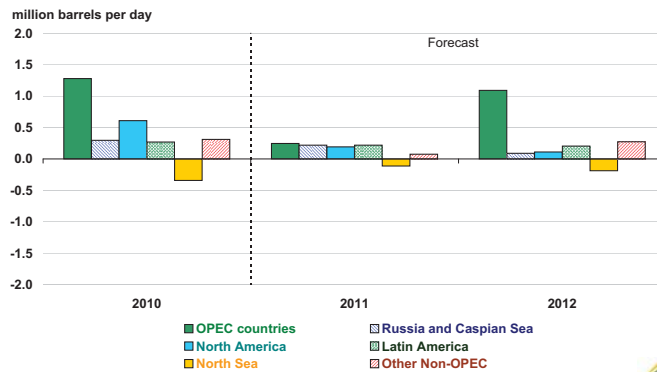 million barrels per day
2.0
Forecast
1.5
1.0
0.5
0.0
-0.5
-1.0
-1.5
-2.0
2010 2011 2012
OPEC countries Russia and Caspian Sea
North America Latin America
North Sea Other Non-OPEC